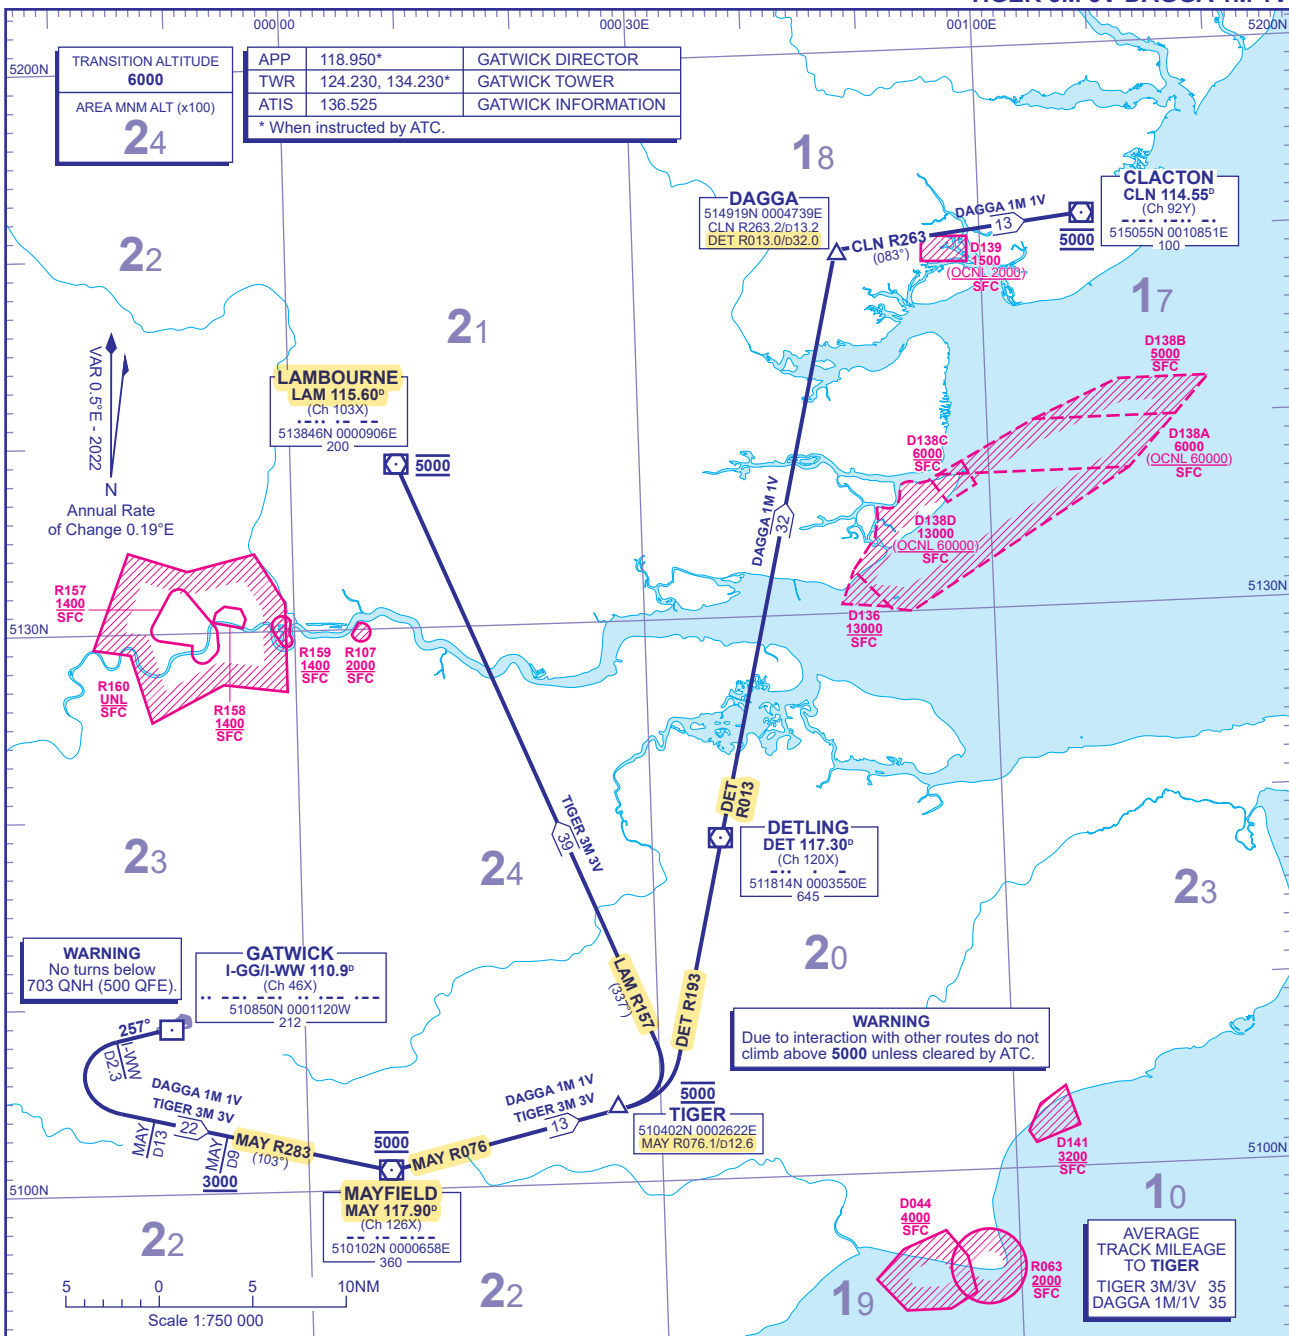 TIGER 3M 3V DAGGA 1M 1V
000 00
000 30E
001 00E
5200N
5200N
TRANSITION ALTITUDE
6000
AREA MNM ALT (x100)
24
APP 118.950* GATWICK DIRECTOR
TWR 124.230, 134.230* GATWICK TOWER
ATIS 136.525 GATWICK INFORMATION
* When instructed by ATC.
18
DAGGA
514919N 0004739E
CLN R263.2/D13.2
DET R013.0/D32.0
CLACTON
CLN 114.55D
(Ch 92Y)
515055N 0010851E
100
DAGGA 1M 1V
13
5000
CLN R263
(083°)
D139
1500
(OCNL 2000)
SFC
22
21
17
VAR 0.5°E - 2022
N
Annual Rate
of Change 0.19°E
LAMBOURNE
LAM 115.60D
(Ch 103X)
513846N 0000906E
200
5000
D138B
5000
SFC
D138C
6000
SFC
D138A
6000
(OCNL 60000)
SFC
D138D
13000
(OCNL 60000)
SFC
DAGGA 1M 1V
32
5130N
5130N
D136
13000
SFC
R157
1400
SFC
R159
1400
SFC
R107
2000
SFC
R160
UNL
SFC
R158
1400
SFC
DET
R013
TIGER 3M 3V
39
DETLING
DET 117.30D
(Ch 120X)
511814N 0003550E
645
23
24
23
20
WARNING
No turns below
703 QNH (500 QFE).
GATWICK
I-GG/I-WW 110.9D
(Ch 46X)
510850N 0001120W
212
LAM R157
(337°)
DET R193
WARNING
Due to interaction with other routes do not
climb above 5000 unless cleared by ATC.
257°
I-WW
D2.3
DAGGA 1M 1V
TIGER 3M 3V
22
MAY
D13
MAY
D9
3000
MAY R283
(103°)
5000
MAY R076
DAGGA 1M 1V
TIGER 3M 3V
13
5000
TIGER
510402N 0002622E
MAY R076.1/D12.6
D141
3200
SFC
5100N
5100N
MAYFIELD
MAY 117.90D
(Ch 126X)
510102N 0000658E
360
22
22
19
10
D044
4000
SFC
R063
2000
SFC
AVERAGE
TRACK MILEAGE
TO TIGER
TIGER 3M/3V 35
DAGGA 1M/1V 35
5 0 5 10NM
Scale 1:750 000